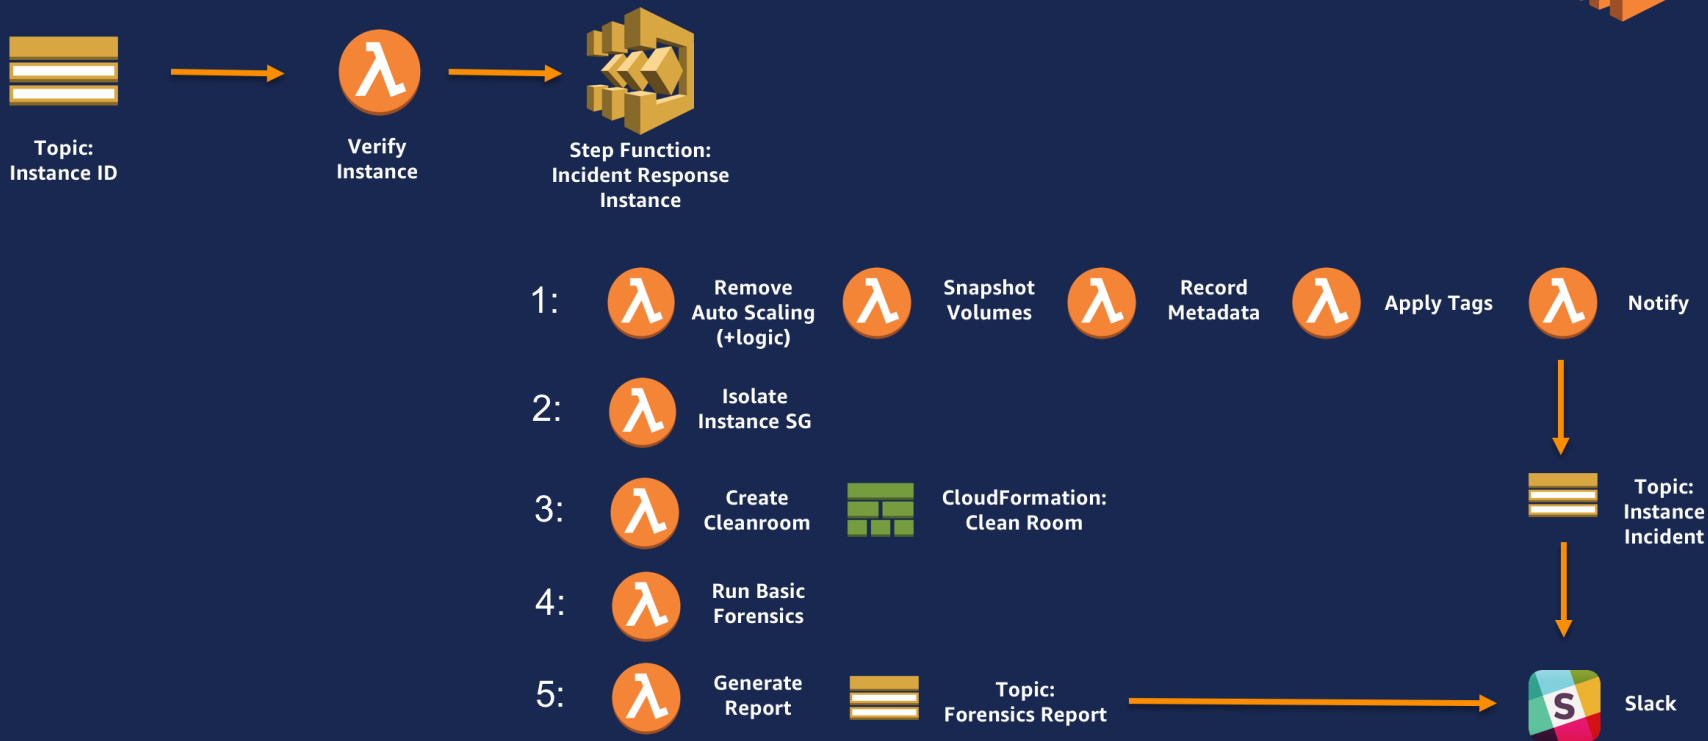 Topic:
Instance ID
Verify
Instance
Step Function:
Incident Response
Instance
1:
Remove
Auto Scaling
(+logic)
Snapshot
Volumes
Record
Metadata
Apply Tags
Notify
2:
Isolate
Instance SG
Topic:
Instance
Incident
3:
Create
Cleanroom
CloudFormation:
Clean Room
4:
Run Basic
Forensics
5:
Generate
Report
Topic:
Forensics Report
S
Slack